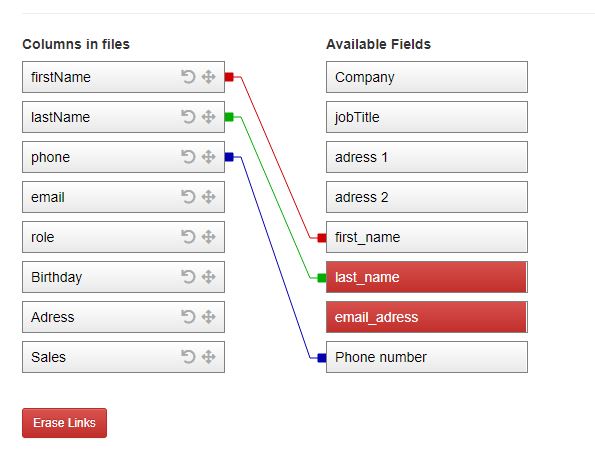 Columns in files
firstName
lastName
phone
email
role
Birthday
Adress
Sales
Available Fields
Company
jobTitle
adress 1
adress 2
first_name
last_name
email_adress
Phone number
Erase Links